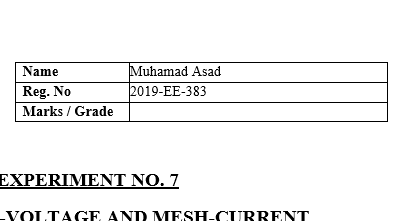 Name Muhamad Asad
Reg. No 2019-EE-383
Marks / Grade
EXPERIMENT NO. 7
-VOLTAGE AND MESH-CURRENT